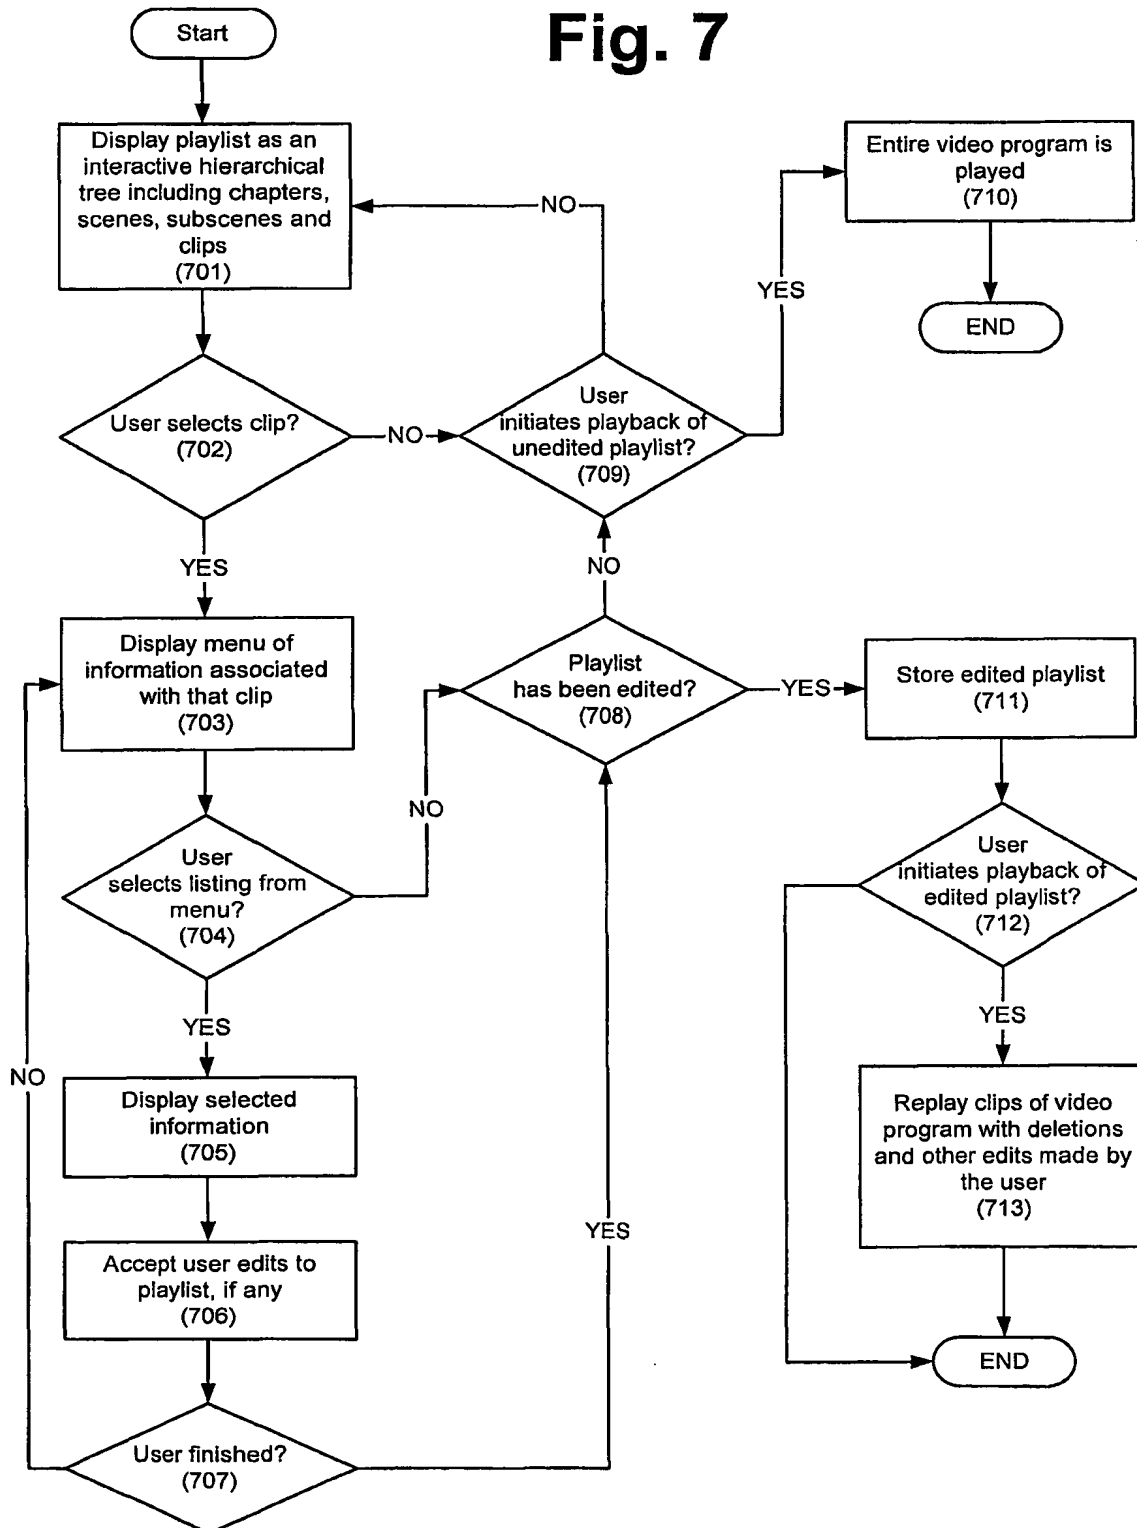 Fig. 7
Start
Display playlist as an
interactive hierarchical
tree including chapters,
scenes, subscenes and
clips
(701)
Entire video program is
played
(710)
NO
YES
END
User selects clip?
(702)
NO
User
initiates playback of
unedited playlist?
(709)
YES
NO
Display menu of
information associated
with that clip
(703)
Playlist
has been edited?
(708)
YES
Store edited playlist
(711)
NO
User
selects listing from
menu?
(704)
User
initiates playback of
edited playlist?
(712)
YES
YES
NO
Display selected
information
(705)
Replay clips of video
program with deletions
and other edits made by
the user
(713)
YES
Accept user edits to
playlist, if any
(706)
END
User finished?
(707)